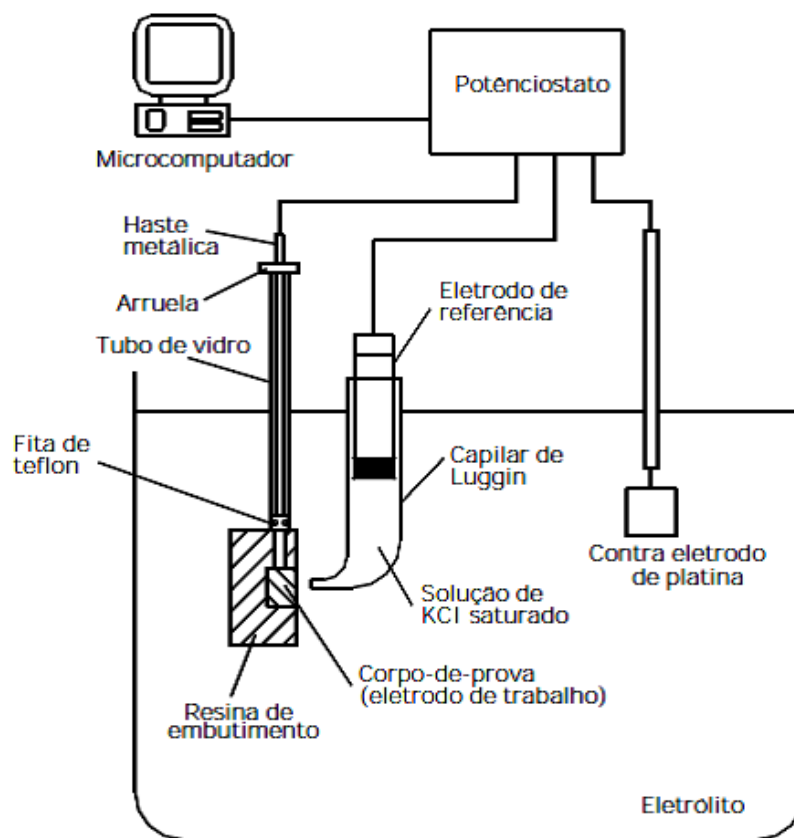 Potênciostato
Microcomputador
Haste
metálica
Arruela
Eletrodo de
referência
Tubo de vidro
Fita de
teflon
Capilar de
Luggin
Contra eletrodo
de platina
Solução de
KCl saturado
Corpo-de-prova
(eletrodo de trabalho)
Resina de
embutimento
Eletrólito